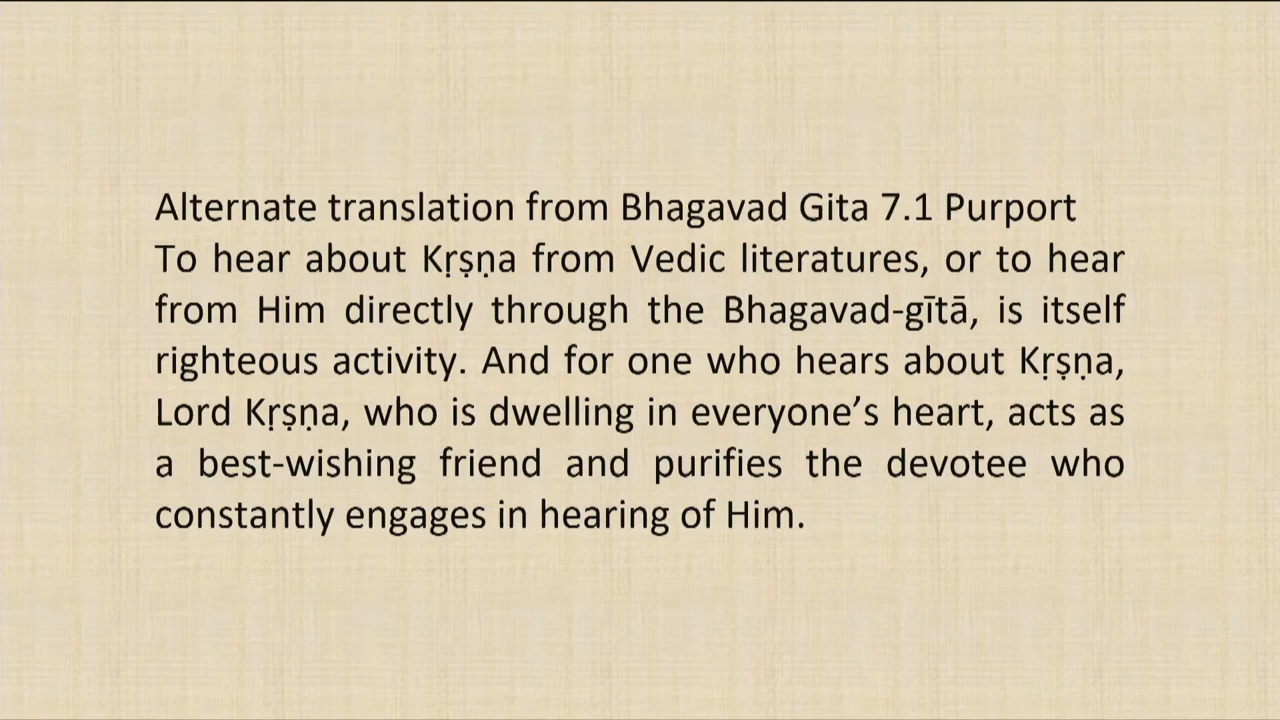 Alternate translation from Bhagavad Gita 7.1 Purport
To hear about Kṛṣṇa from Vedic literatures, or to hear
from Him directly through the Bhagavad-gītā, is itself
righteous activity. And for one who hears about Kṛṣṇa,
Lord Kṛṣṇa, who is dwelling in everyone’s heart, acts as
a best-wishing friend and purifies the devotee who
constantly engages in hearing of Him.